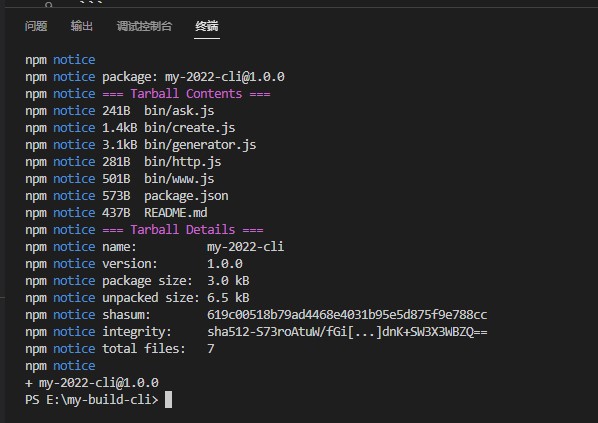 问题 输出 调试控制台 终端
npm notice
npm notice package: my-2022-cli@1.0.0
npm notice === Tarball Contents ===
npm notice 241B  bin/ask.js
npm notice 1.4kB bin/create.js
npm notice 3.1kB bin/generator.js
npm notice 281B  bin/http.js
npm notice 501B  bin/www.js
npm notice 573B  package.json
npm notice 437B  README.md
npm notice === Tarball Details ===
npm notice name:          my-2022-cli
npm notice version:       1.0.0
npm notice package size:  3.0 kB
npm notice unpacked size: 6.5 kB
npm notice shasum:        619c00518b79ad4468e4031b95e5d875f9e788cc
npm notice integrity:     sha512-S73roAtuW/fGi[...]dnK+SW3X3WBZQ==
npm notice total files:   7
npm notice
+ my-2022-cli@1.0.0
PS E:\my-build-cli>